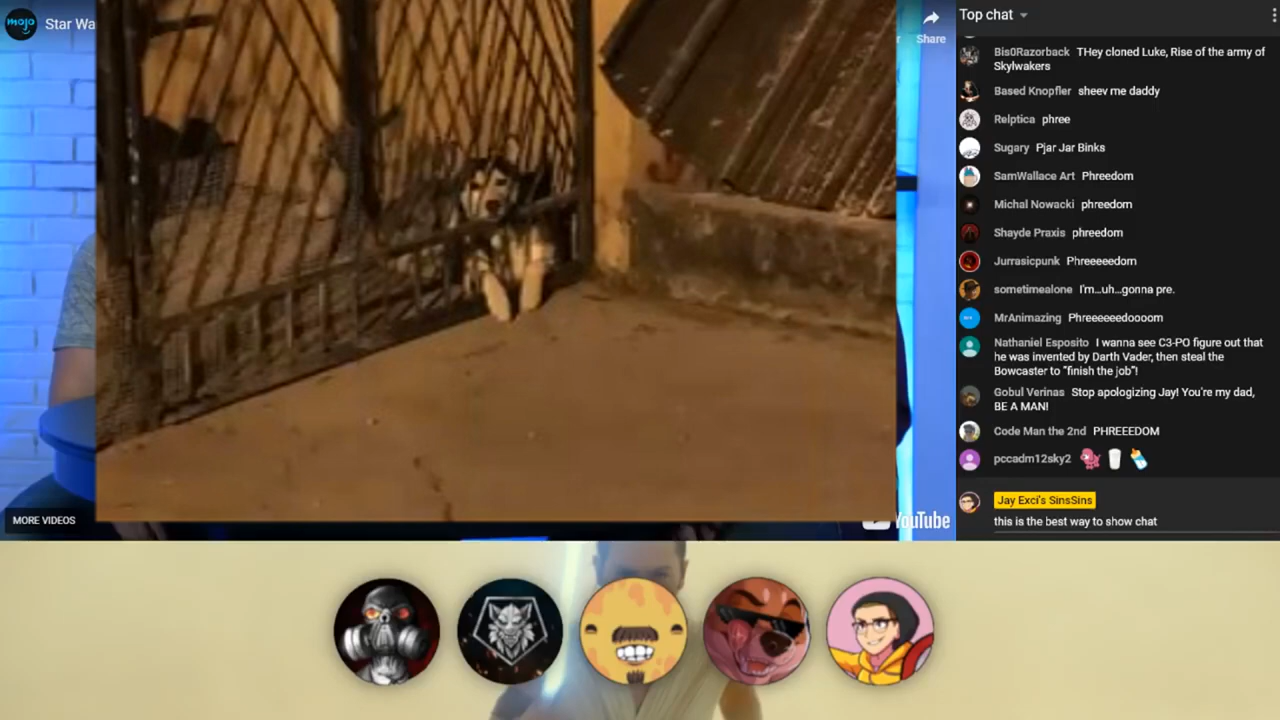 mojo
Star Wa
Share
MORE VIDEOS
YouTube
Top chat
Bis0Razorback THey cloned Luke, Rise of the army of
Skylwakers
Based Knopfler sheev me daddy
Relptica phree
Sugary Pjar Jar Binks
SamWallace Art Phreedom
Michal Nowacki phreedom
Shayde Praxis phreedom
Jurrasicpunk Phreeeeedom
sometimealone I'm...uh...gonna pre.
MrAnimazing Phreeeeeedoooom
Nathaniel Esposito I wanna see C3-PO figure out that
he was invented by Darth Vader, then steal the
Bowcaster to "finish the job"!
Gobul Verinas Stop apologizing Jay! You're my dad,
BE A MAN!
Code Man the 2nd PHREEEDOM
pccadm12sky2
Jay Exci's SinsSins
this is the best way to show chat